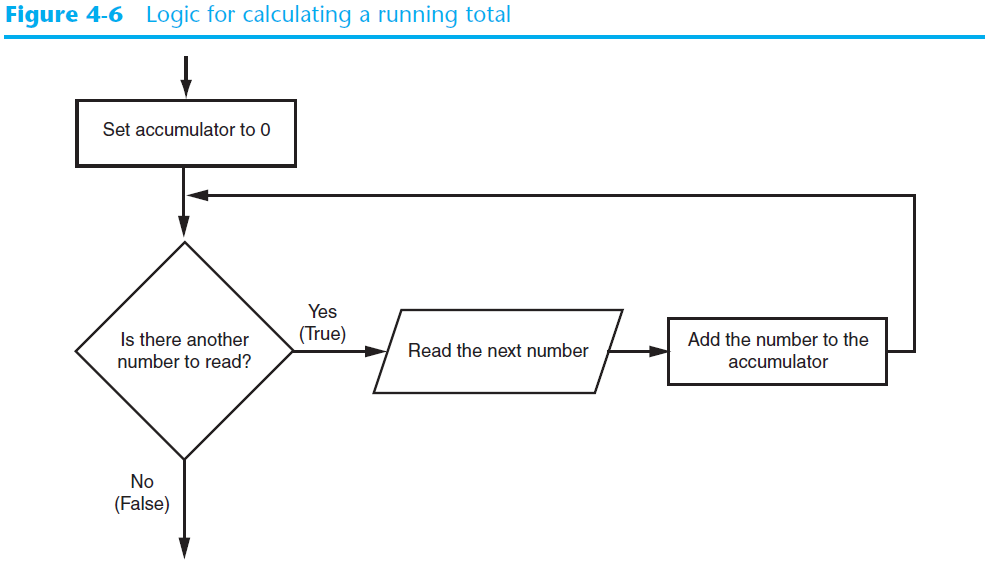 Figure 4-6 Logic for calculating a running total
Set accumulator to 0
Is there another
number to read?
Yes
(True)
Read the next number
Add the number to the
accumulator
No
(False)